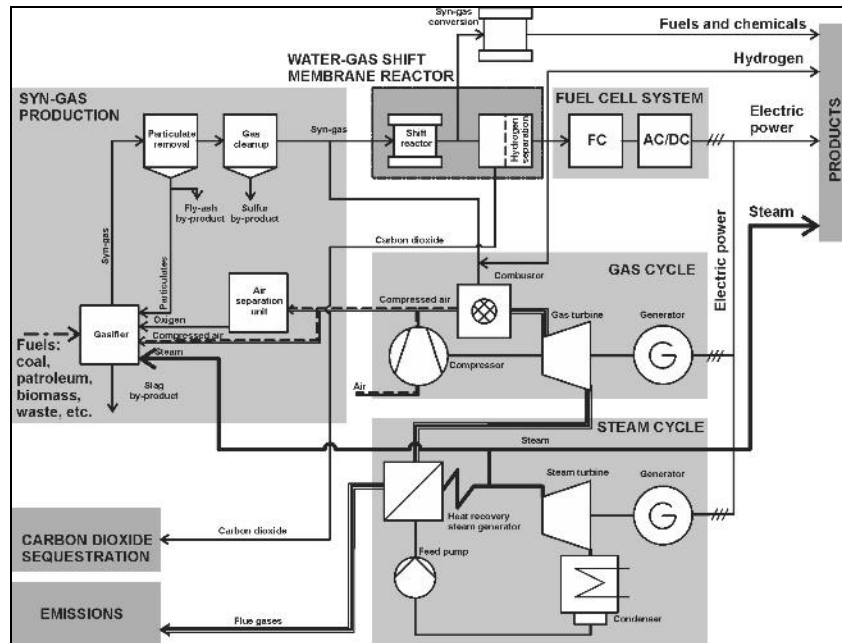 Syn-gas
conversion
Fuels and chemicals
WATER-GAS SHIFT
MEMBRANE REACTOR
Hydrogen
SYN-GAS
PRODUCTION
FUEL CELL SYSTEM
Particulate
removal
Gas
cleanup
Syn-gas
Shift
reactor
Hydrogen
separation
FC
AC/DC
Electric
power
PRODUCTS
Fly-ash
by-product
Sulfur
by-product
Steam
Syn-gas
Particulates
Carbon dioxide
Electric power
GAS CYCLE
Combustor
Air
separation
unit
Compressed air
Gas turbine
Generator
Gasifier
Oxigen
Compressed air
Steam
G
Fuels:
coal,
patroleum,
biomass,
waste, etc.
Slag
by-product
Compressor
Air
STEAM CYCLE
Steam
Steam turbine
Generator
Heat recovery
steam generator
G
Carbon dioxide
CARBON DIOXIDE
SEQUESTRATION
Feed pump
EMISSIONS
Flue gases
Condenser